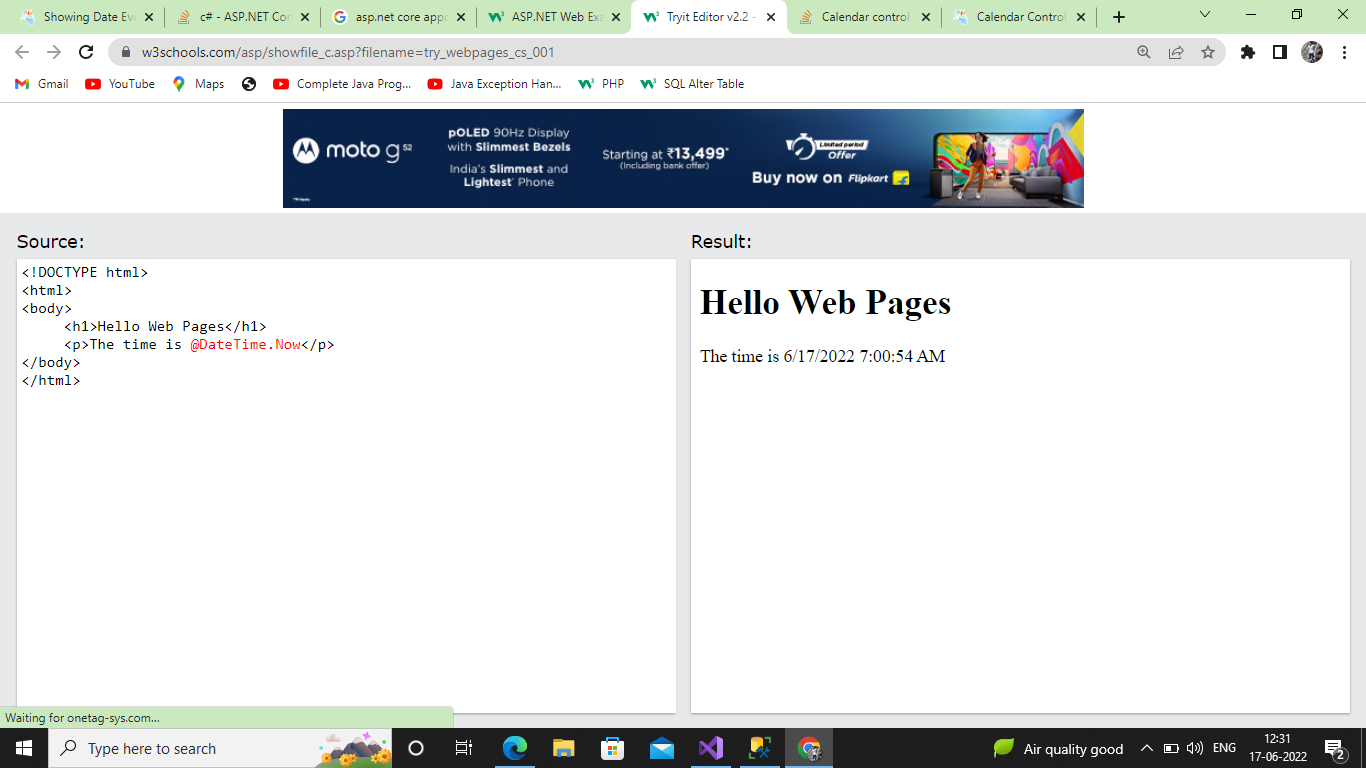 Showing Date Eve
c# - ASP.NET Cor
asp.net core appo
ASP.NET Web Exa
Tryit Editor v2.2 -
Calendar control
Calendar Control
w3schools.com/asp/showfile_c.asp?filename=try_webpages_cs_001
Gmail
YouTube
Maps
Complete Java Prog...
Java Exception Han...
PHP
SQL Alter Table
moto g52
pOLED 90Hz Display
with Slimmest Bezels
India's Slimmest and
Lightest* Phone
Starting at ₹13,499*
(including bank offer)
Limited period
Offer
Buy now on Flipkart
Source:
<!DOCTYPE html>
<html>
<body>
<h1>Hello Web Pages</h1>
<p>The time is @DateTime.Now</p>
</body>
</html>
Result:
Hello Web Pages
The time is 6/17/2022 7:00:54 AM
Waiting for onetag-sys.com...
Type here to search
Air quality good
ENG
12:31
17-06-2022
2